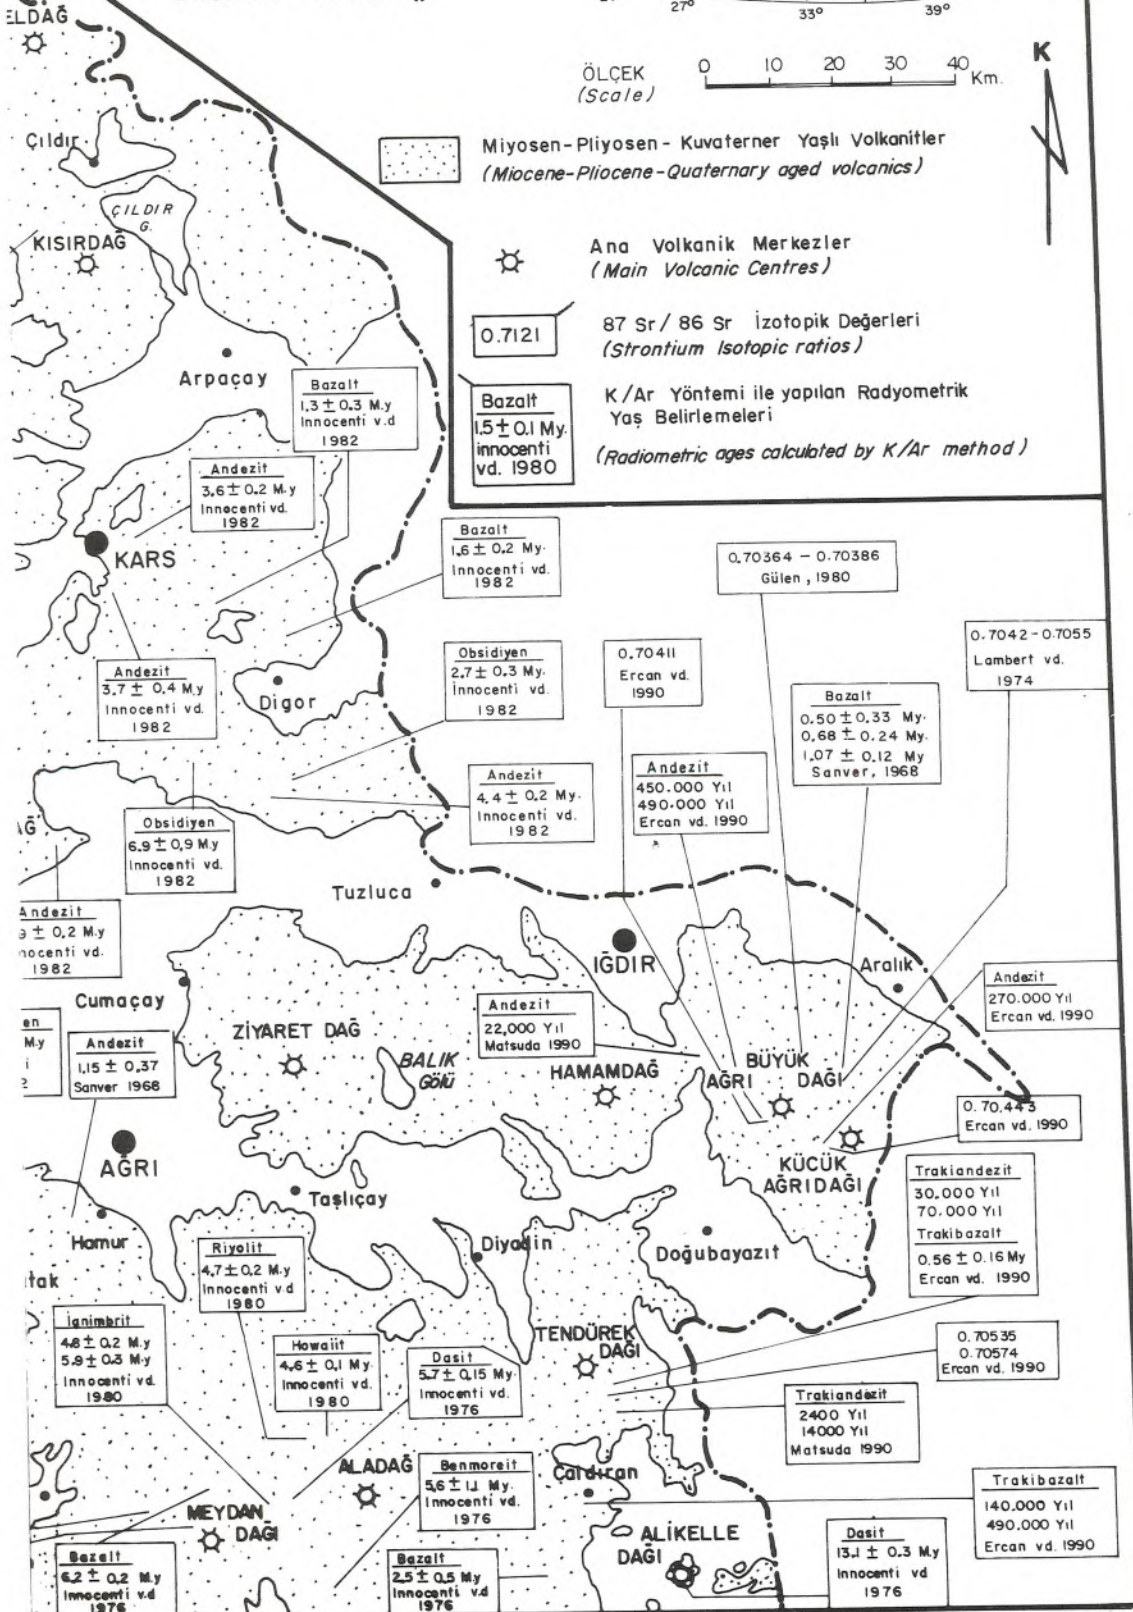 ELDAĞ
27°
33°
39°
ÖLÇEK
(Scale)
0 10 20 30 40 Km.
K
Miyosen-Pliyosen-Kuvaterner Yaşlı Volkanitler
(Miocene-Pliocene-Quaternary aged volcanics)
Ana Volkanik Merkezler
(Main Volcanic Centres)
0.7121
87 Sr/ 86 Sr İzotopik Değerleri
(Strontium Isotopic ratios)
Bazalt
1.5± 0.1 My.
innocenti
vd. 1980
K/Ar Yöntemi ile yapılan Radyometrik
Yaş Belirlemeleri
(Radiometric ages calculated by K/Ar method)
Çıldır
ÇILDIR
G.
KISIRDAĞ
Arpaçay
Bazalt
1.3 ± 0.3 M.y
Innocenti v.d
1982
Andezit
3.6 ± 0.2 M.y
Innocenti vd.
1982
KARS
Bazalt
1.6 ± 0.2 My.
Innocenti vd.
1982
0.70364 - 0.70386
Gülen, 1980
Andezit
3.7 ± 0.4 M.y
Innocenti vd.
1982
Digor
Obsidiyen
2.7 ± 0.3 My.
İnnocenti vd.
1982
0.70411
Ercan vd.
1990
0.7042-0.7055
Lambert vd.
1974
Bazalt
0.50 ± 0.33 My.
0.68 ± 0.24 My.
1.07 ± 0.12 My
Sanver, 1968
Andezit
450.000 Yıl
490.000 Yıl
Ercan vd. 1990
Andezit
4.4 ± 0.2 My.
Innocenti vd.
1982
AĞ
Obsidiyen
6.9 ± 0,9 M.y
Innocenti vd.
1982
Tuzluca
Andezit
9 ± 0,2 M.y
nocenti vd.
1982
IĞDIR
Aralık
Cumaçay
Andezit
270.000 Yıl
Ercan vd. 1990
Andezit
22,000 Yıl
Matsuda 1990
en
M.y
i
2
Andezit
1,15 ± 0,37
Sanver 1968
ZİYARET DAĞ
BALIK
Gölü
HAMAMDAĞ
BÜYÜK
AĞRI DAĞI
0.70.443
Ercan vd. 1990
AĞRI
KÜCÜK
AĞRIDAĞI
Trakiandezit
30.000 Yıl
70.000 Yıl
Trakibazalt
0.56 ± 0.16 My
Ercan vd. 1990
Taşlıçay
Hamur
Diyadin
Doğubayazıt
Riyolit
4.7 ± 0.2 M.y
Innocenti v.d
1980
tak
İgnimbrit
4.8 ± 0.2 M.y
5.9 ± 0.3 M.y
Innocenti vd.
1980
Howaiit
4.6 ± 0.1 My.
Innocenti vd.
1980
Dasit
5.7 ± 0.15 My.
Innocenti vd.
1976
TENDÜREK
DAĞI
0.70535
0.70574
Ercan vd. 1990
Trakiandezit
2400 Yıl
14000 Yıl
Matsuda 1990
ALADAĞ
Benmoreit
5,6 ± 1.1 My.
Innocenti vd.
1976
Çaldıran
Trakibazalt
140.000 Yıl
490.000 Yıl
Ercan vd. 1990
MEYDAN
DAĞI
ALIKELLE
DAĞI
Dasit
13.1 ± 0.3 M.y
Innocenti vd
1976
Bazalt
6.2 ± 0.2 M.y
Innocenti v.d
1976
Bazalt
2.5 ± 0.5 M.y
Innocenti v.d
1976